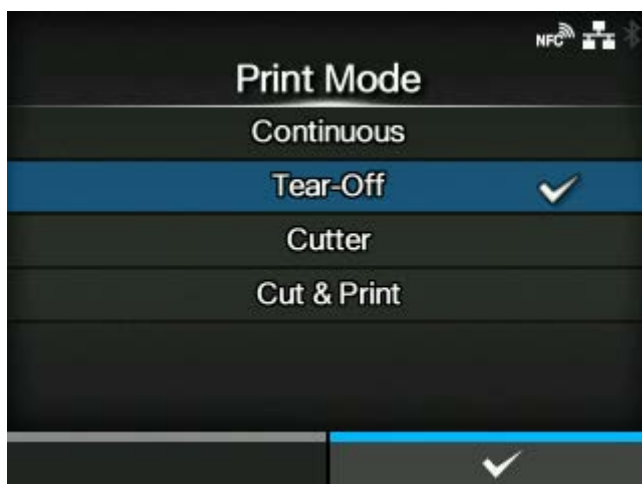 NFC
Print Mode
Continuous
Tear-Off
Cutter
Cut & Print